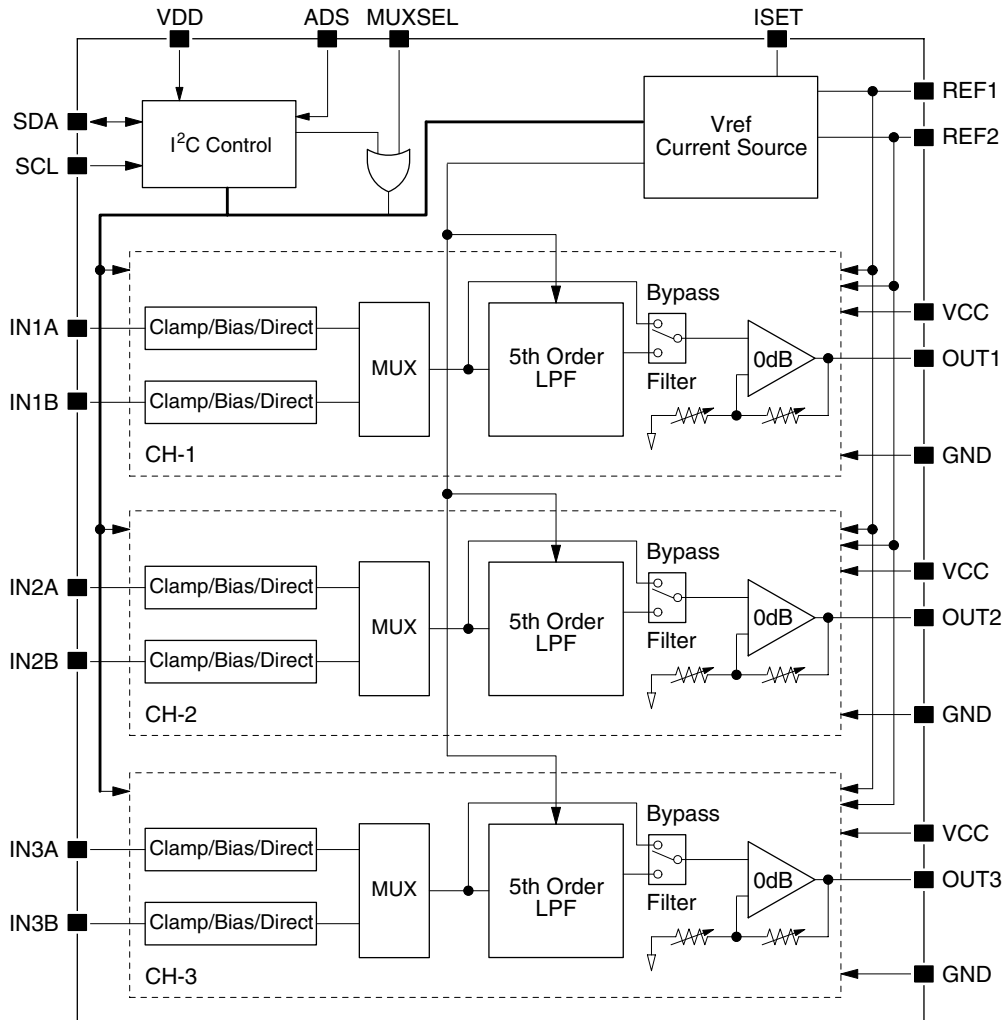 VDD ADS MUXSEL ISET
REF1
SDA
I²C Control
Vref
Current Source
REF2
SCL
Bypass
IN1A
Clamp/Bias/Direct
VCC
MUX
5th Order
LPF
0dB
OUT1
Filter
IN1B
Clamp/Bias/Direct
CH-1
GND
Bypass
IN2A
Clamp/Bias/Direct
VCC
MUX
5th Order
LPF
0dB
OUT2
Filter
IN2B
Clamp/Bias/Direct
CH-2
GND
Bypass
IN3A
Clamp/Bias/Direct
VCC
MUX
5th Order
LPF
0dB
OUT3
Filter
IN3B
Clamp/Bias/Direct
CH-3
GND